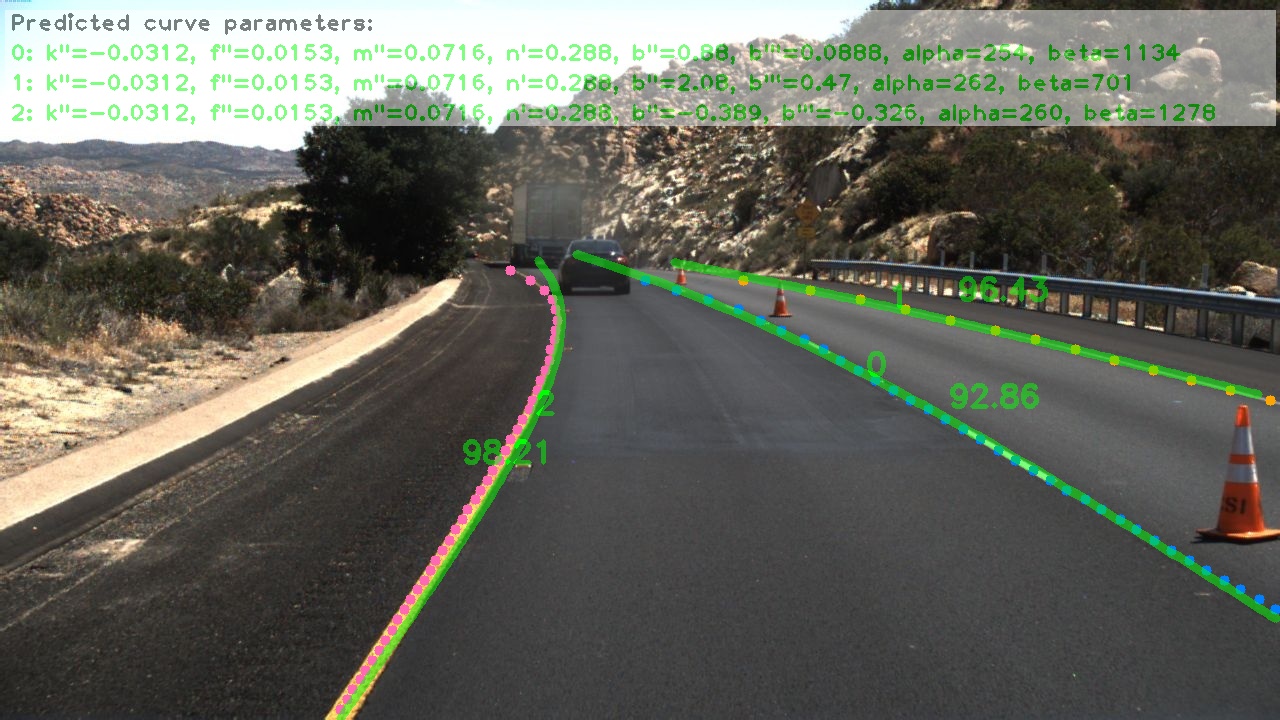 Predicted curve parameters:
0: k''=-0.0312, f''=0.0153, m''=0.0716, n'=0.288, b''=0.88, b'''=0.0888, alpha=254, beta=1134
1: k''=-0.0312, f''=0.0153, m''=0.0716, n'=0.288, b''=2.08, b'''=0.47, alpha=262, beta=701
2: k''=-0.0312, f''=0.0153, m''=0.0716, n'=0.288, b''=-0.389, b'''=-0.326, alpha=260, beta=1278
1 96.43
0
92.86
2
98.21
CSI